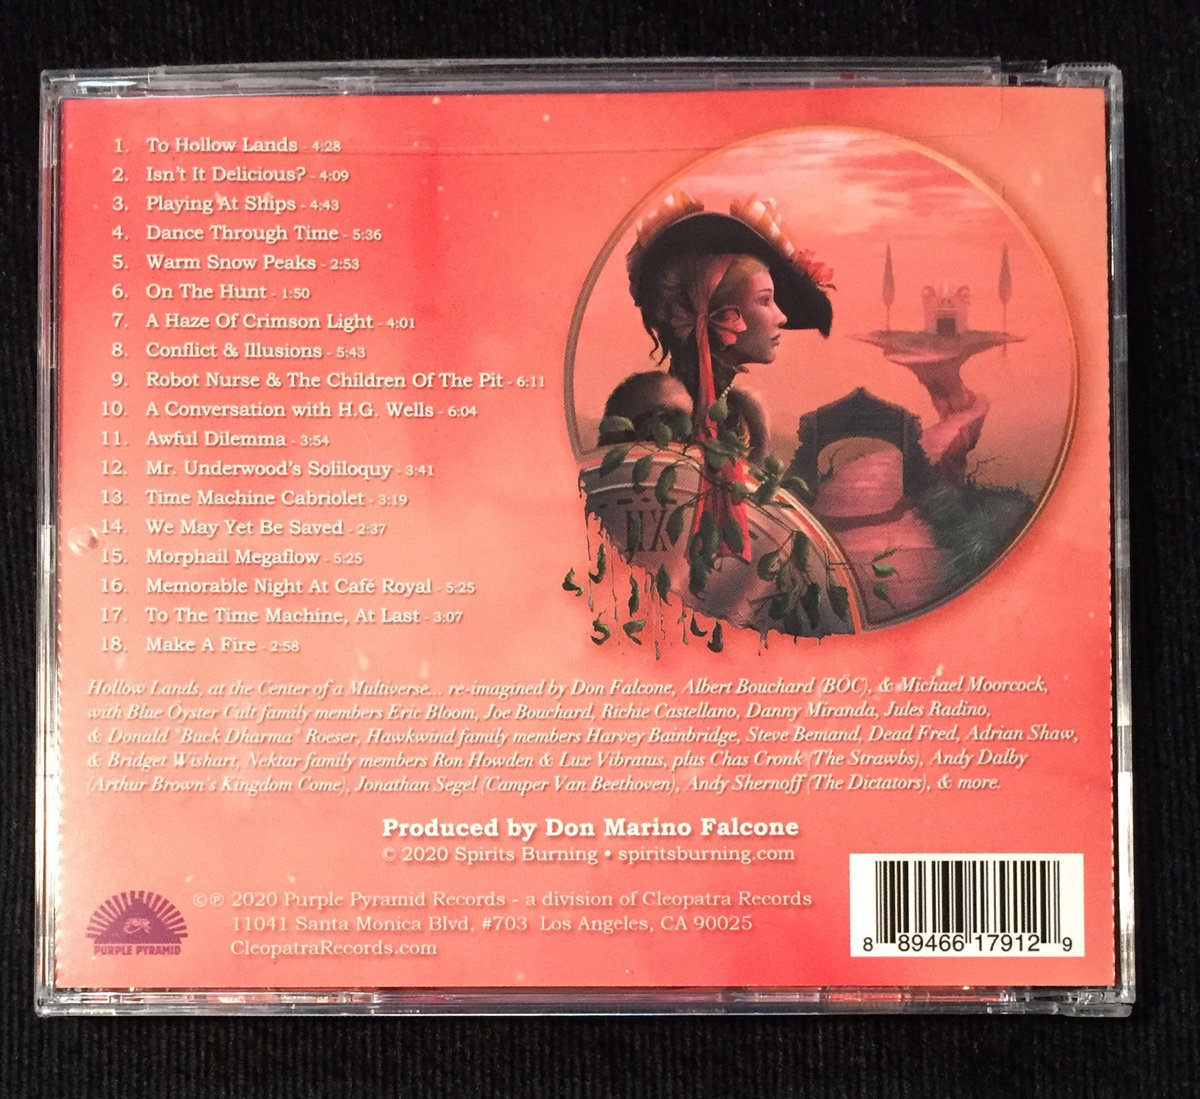 1. To Hollow Lands - 4:28
2. Isn't It Delicious? - 4:09
3. Playing At Ships - 4:43
4. Dance Through Time - 5:36
5. Warm Snow Peaks - 2:53
6. On The Hunt - 1:50
7. A Haze Of Crimson Light - 4:01
8. Conflict & Illusions - 5:43
9. Robot Nurse & The Children Of The Pit - 6:11
10. A Conversation with H.G. Wells - 6:04
11. Awful Dilemma - 3:54
12. Mr. Underwood's Soliloquy - 3:41
13. Time Machine Cabriolet - 3:19
14. We May Yet Be Saved - 2:37
15. Morphail Megaflow - 5:25
16. Memorable Night At Café Royal - 5:25
17. To The Time Machine, At Last - 3:07
18. Make A Fire - 2:58
Hollow Lands, at the Center of a Multiverse... re-imagined by Don Falcone, Albert Bouchard (BÖC), & Michael Moorcock,
with Blue Öyster Cult family members Eric Bloom, Joe Bouchard, Richie Castellano, Danny Miranda, Jules Radino,
& Donald "Buck Dharma" Roeser, Hawkwind family members Harvey Bainbridge, Steve Bemand, Dead Fred, Adrian Shaw,
& Bridget Wishart, Nektar family members Ron Howden & Lux Vibratus, plus Chas Cronk (The Strawbs), Andy Dalby
(Arthur Brown's Kingdom Come), Jonathan Segel (Camper Van Beethoven), Andy Shernoff (The Dictators), & more.
Produced by Don Marino Falcone
© 2020 Spirits Burning • spiritsburning.com
©℗ 2020 Purple Pyramid Records - a division of Cleopatra Records
11041 Santa Monica Blvd, #703 Los Angeles, CA 90025
CleopatraRecords.com
PURPLE PYRAMID
8 89466 17912 9